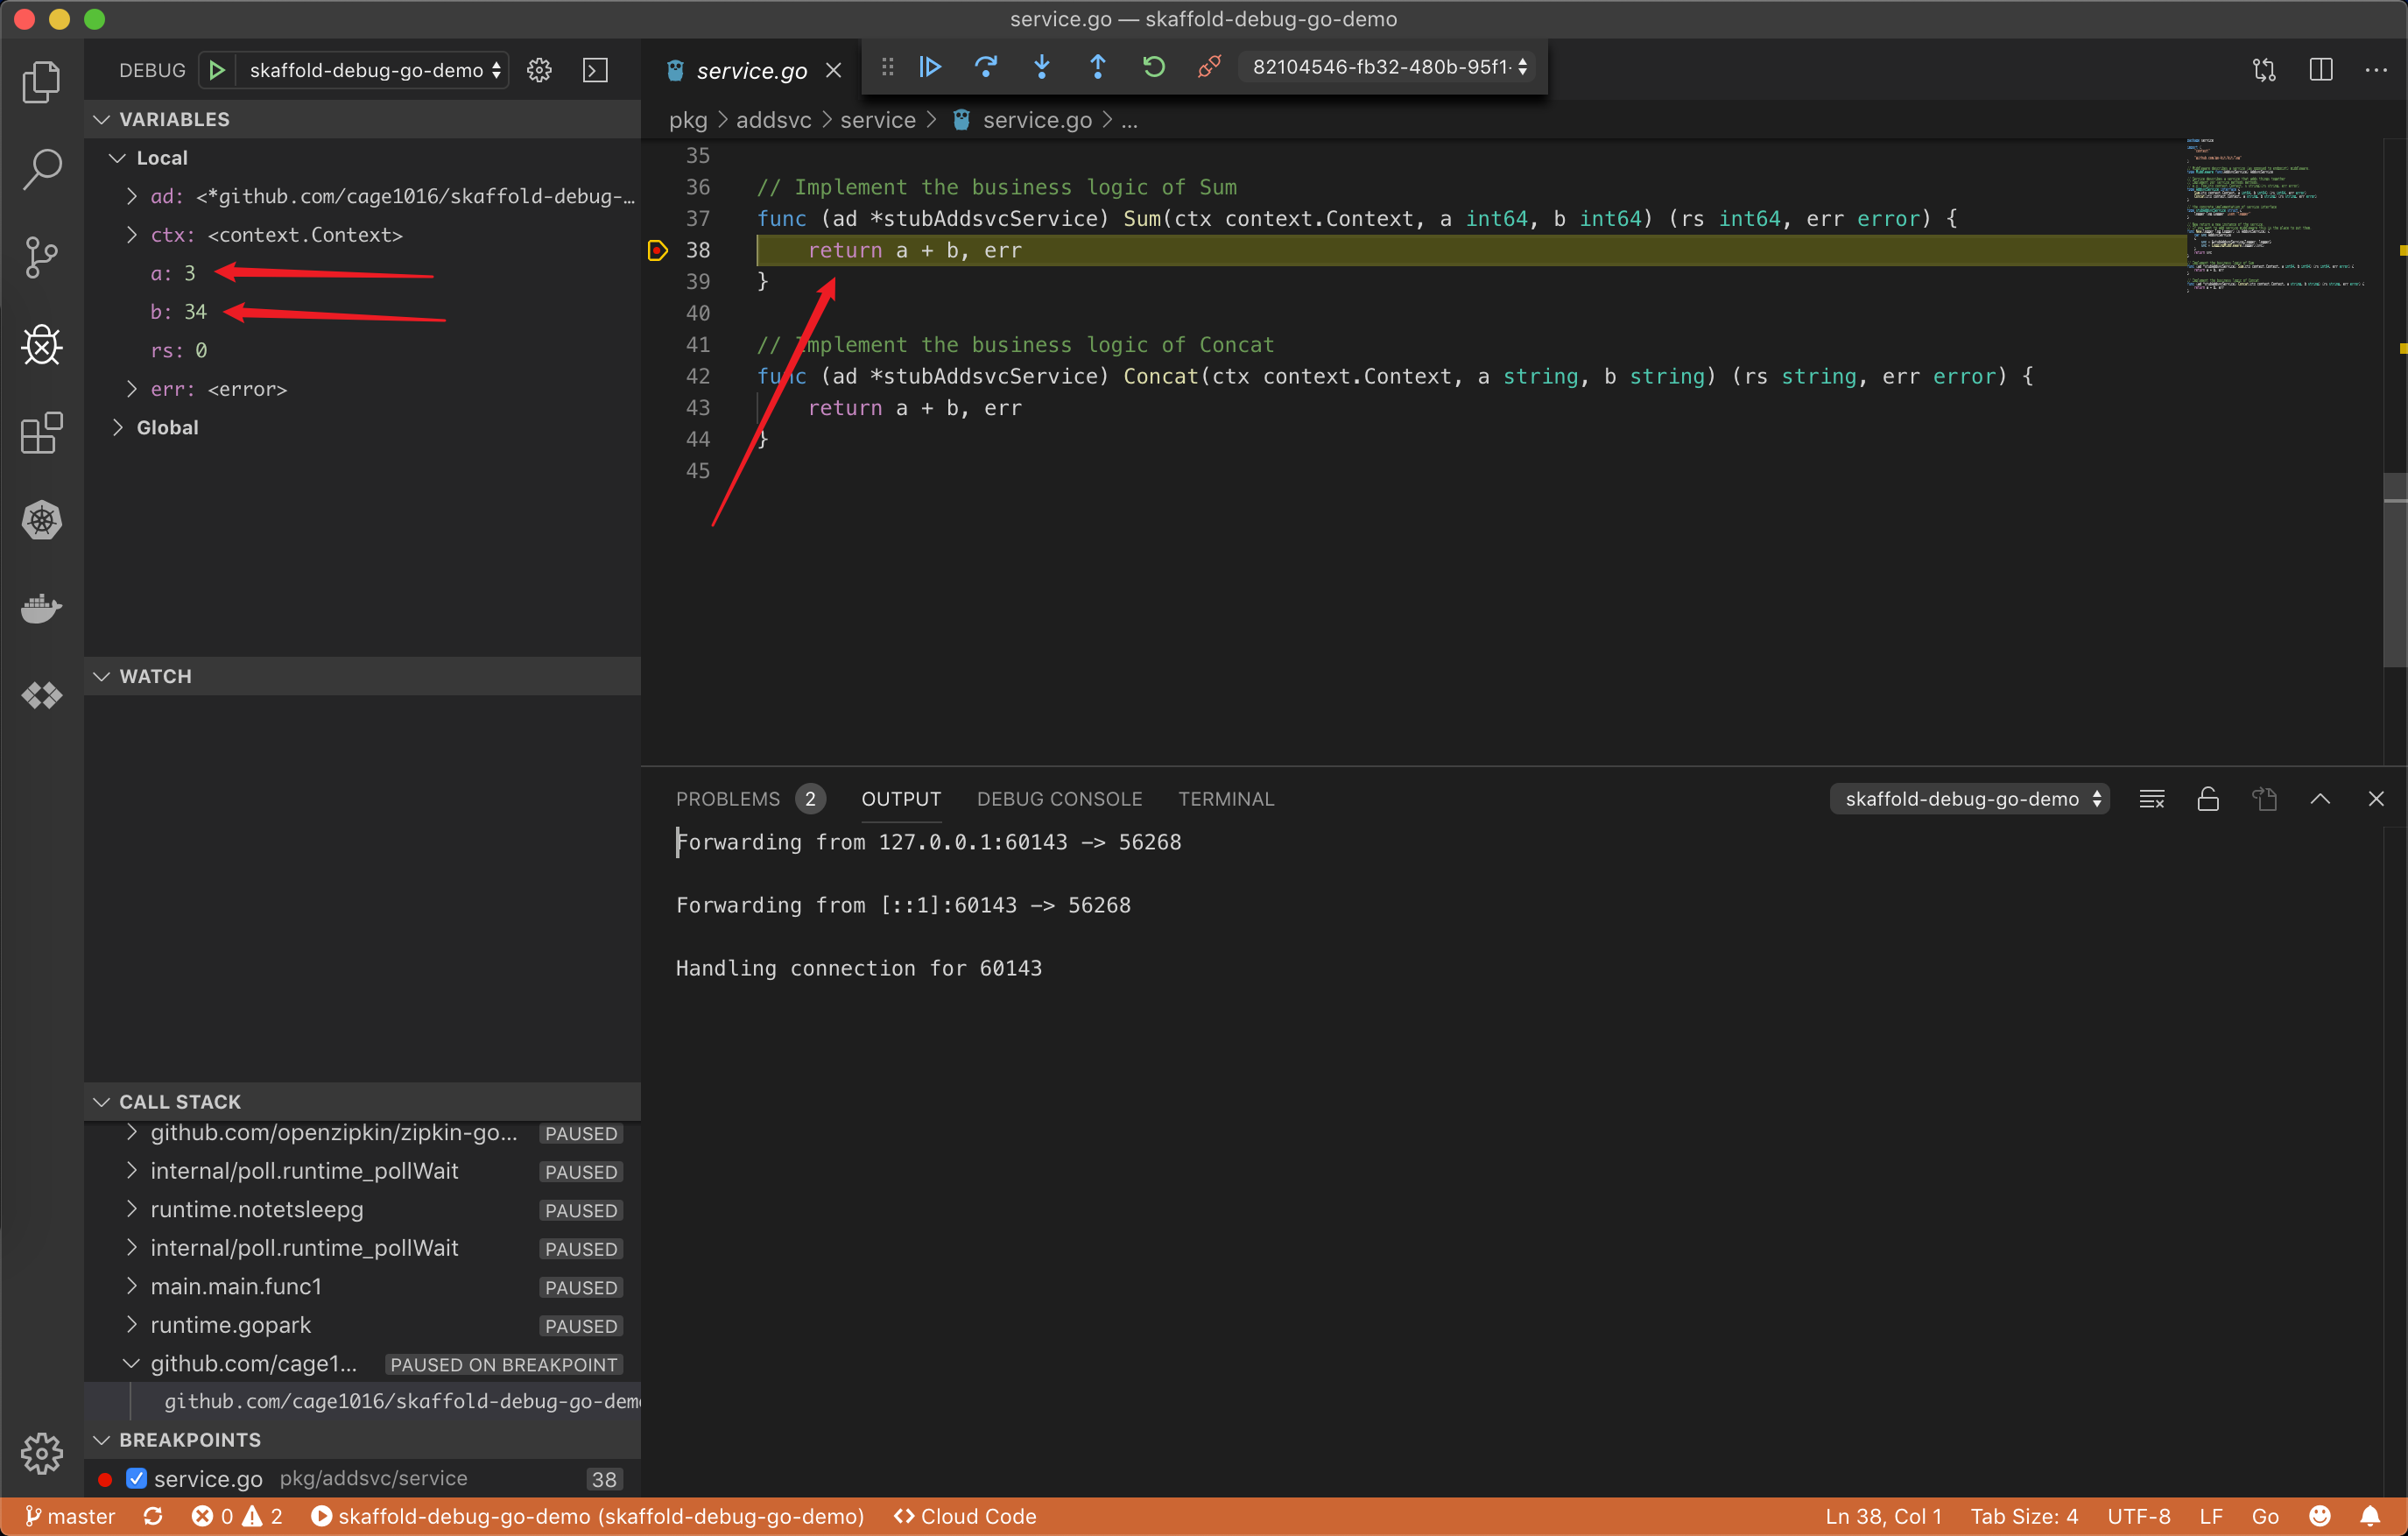 service.go — skaffold-debug-go-demo
DEBUG
skaffold-debug-go-demo
service.go
82104546-fb32-480b-95f1-
VARIABLES
Local
ad: <*github.com/cage1016/skaffold-debug-…
ctx: <context.Context>
a: 3
b: 34
rs: 0
err: <error>
Global
WATCH
CALL STACK
github.com/openzipkin/zipkin-go... PAUSED
internal/poll.runtime_pollWait PAUSED
runtime.notetsleepg PAUSED
internal/poll.runtime_pollWait PAUSED
main.main.func1 PAUSED
runtime.gopark PAUSED
github.com/cage1... PAUSED ON BREAKPOINT
github.com/cage1016/skaffold-debug-go-dem
BREAKPOINTS
service.go pkg/addsvc/service 38
pkg > addsvc > service > service.go > ...
35
36 // Implement the business logic of Sum
37 func (ad *stubAddsvcService) Sum(ctx context.Context, a int64, b int64) (rs int64, err error) {
38 return a + b, err
39 }
40
41 // Implement the business logic of Concat
42 func (ad *stubAddsvcService) Concat(ctx context.Context, a string, b string) (rs string, err error) {
43 return a + b, err
44 }
45
PROBLEMS 2 OUTPUT DEBUG CONSOLE TERMINAL
skaffold-debug-go-demo
Forwarding from 127.0.0.1:60143 -> 56268
Forwarding from [::1]:60143 -> 56268
Handling connection for 60143
master 0 2 skaffold-debug-go-demo (skaffold-debug-go-demo) <> Cloud Code Ln 38, Col 1 Tab Size: 4 UTF-8 LF Go